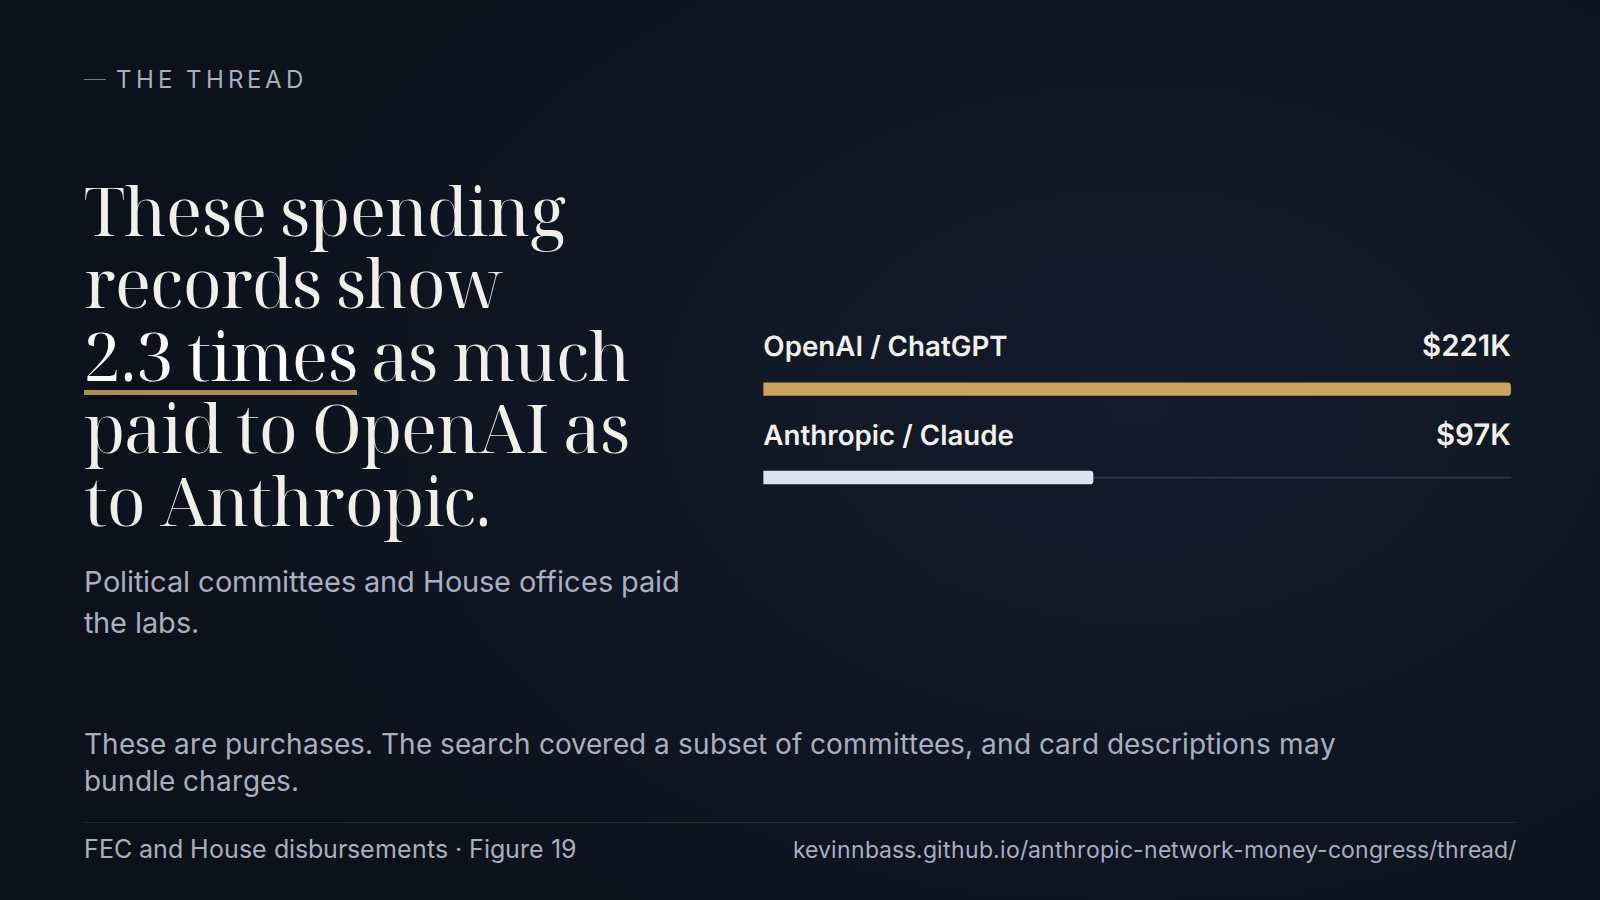 — THE THREAD
These spending
records show
2.3 times as much
paid to OpenAI as
to Anthropic.
Political committees and House offices paid
the labs.
OpenAI / ChatGPT $221K
Anthropic / Claude $97K
These are purchases. The search covered a subset of committees, and card descriptions may
bundle charges.
FEC and House disbursements · Figure 19
kevinnbass.github.io/anthropic-network-money-congress/thread/